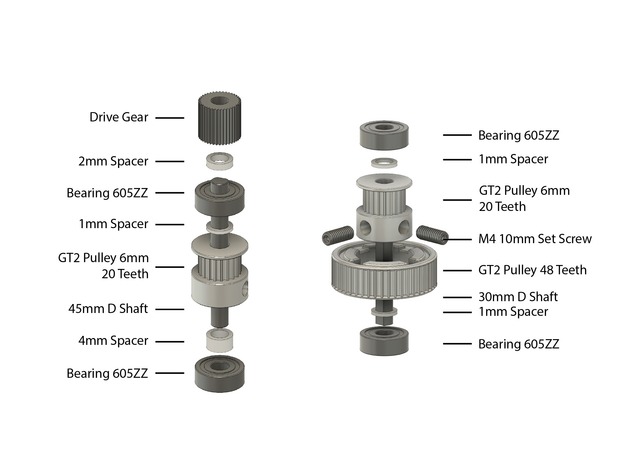 Drive Gear
2mm Spacer
Bearing 605ZZ
1mm Spacer
GT2 Pulley 6mm
20 Teeth
45mm D Shaft
4mm Spacer
Bearing 605ZZ
Bearing 605ZZ
1mm Spacer
GT2 Pulley 6mm
20 Teeth
M4 10mm Set Screw
GT2 Pulley 48 Teeth
30mm D Shaft
1mm Spacer
Bearing 605ZZ